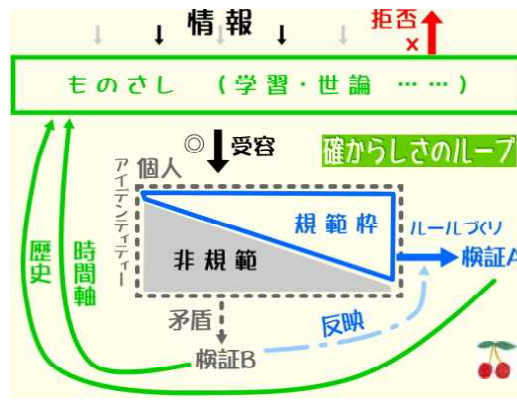 情報
拒否
×
ものさし (学習・世論 ……)
◎ 受容
確からしさのループ
アイデンティティー
個人
規範枠
非規範
ルールづくり
検証A
歴史
時間軸
矛盾
反映
検証B